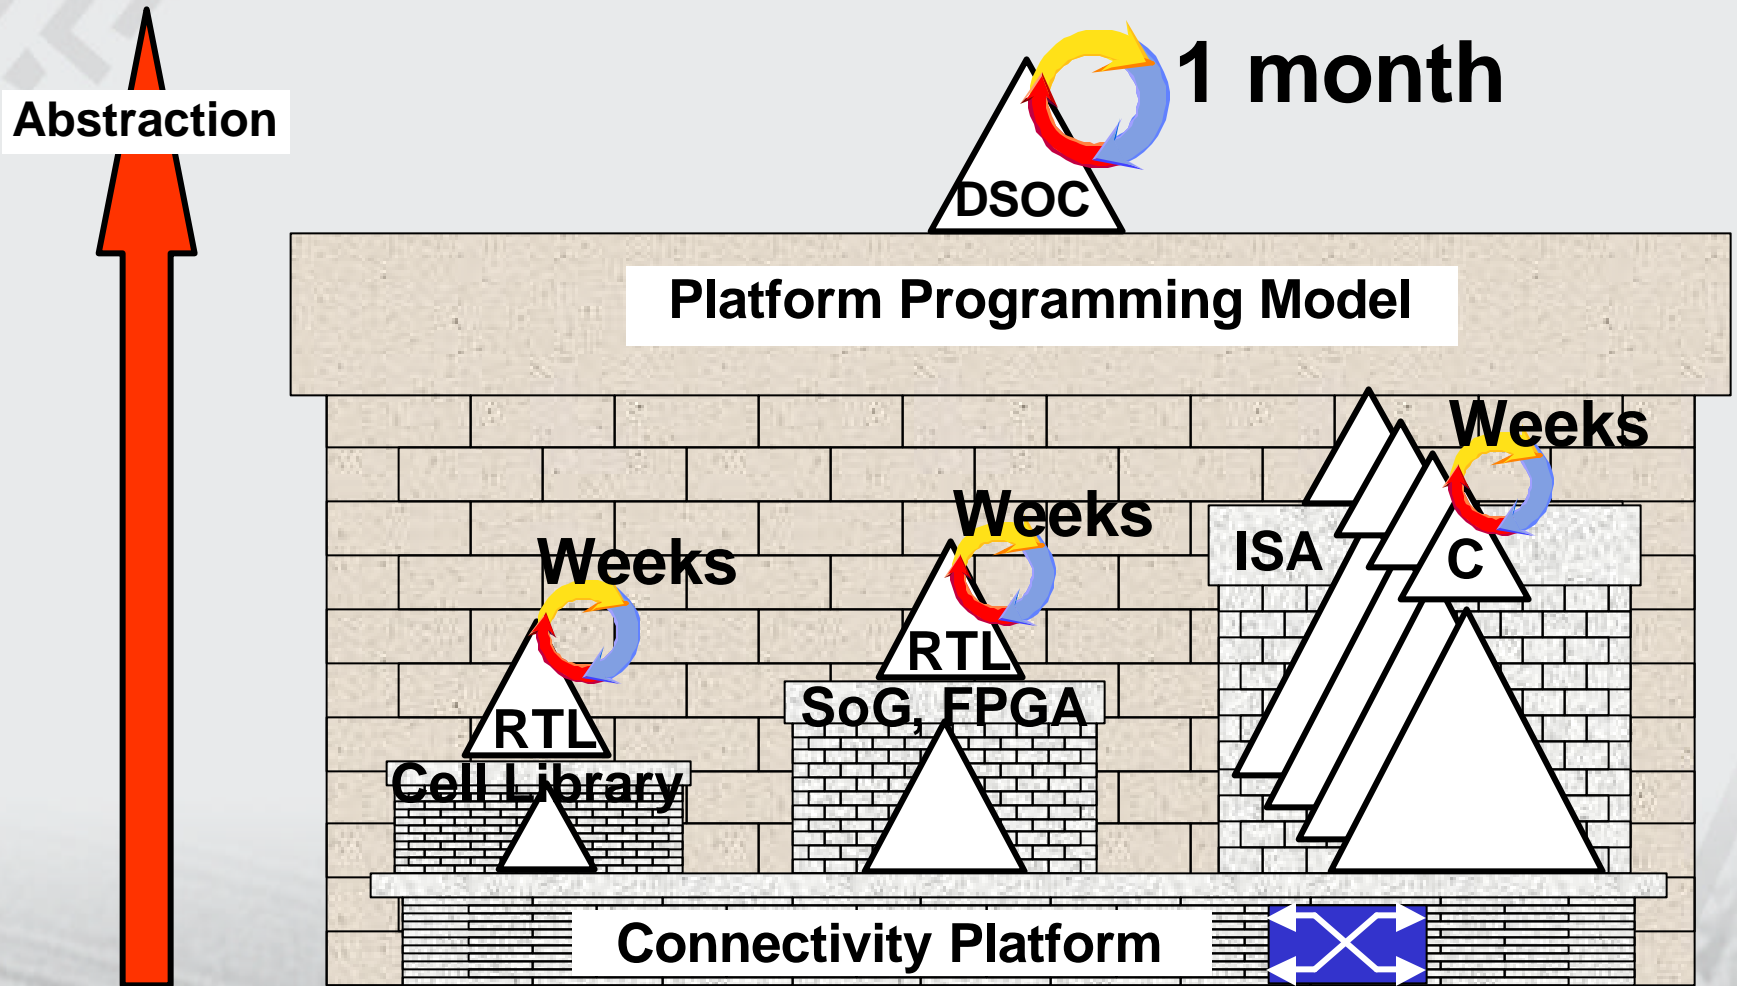 1 month
Abstraction
DSOC
Platform Programming Model
Weeks
Weeks
Weeks
ISA
C
RTL
SoG, FPGA
RTL
Cell Library
Connectivity Platform